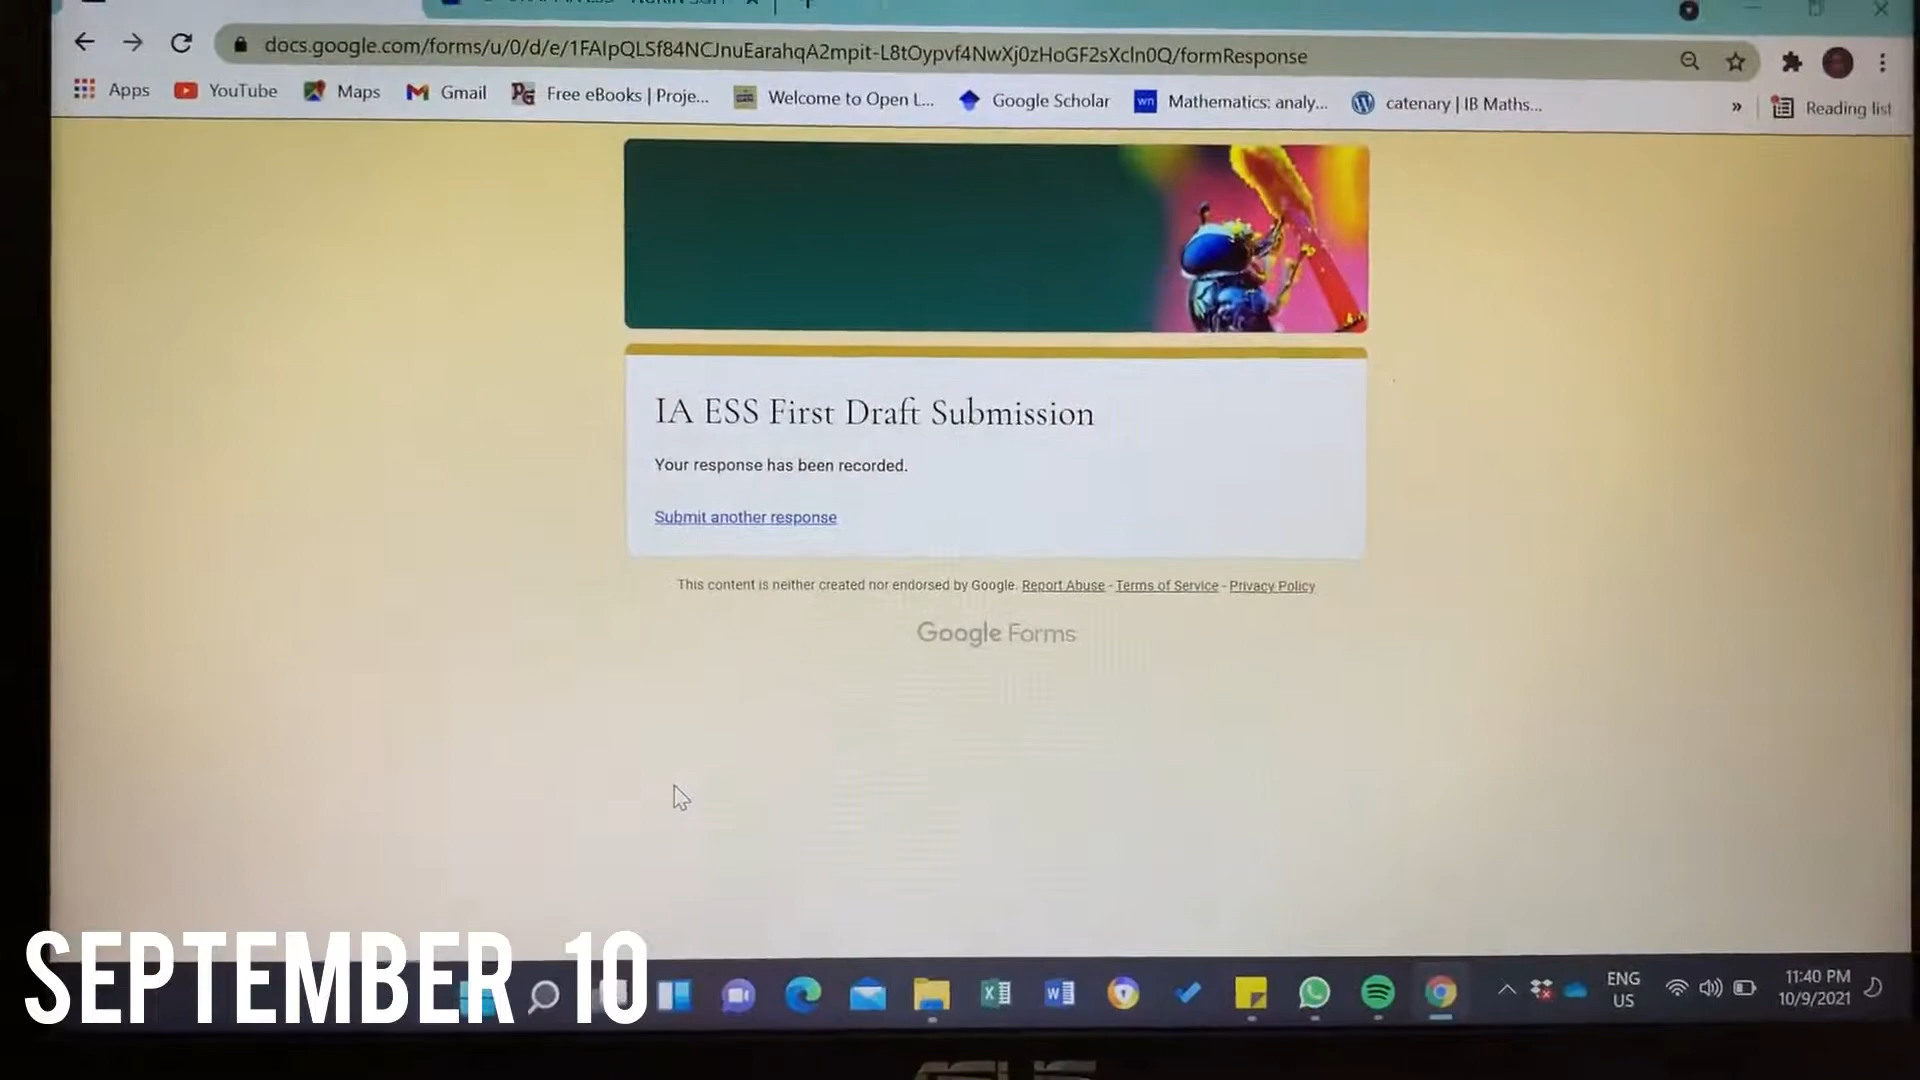 docs.google.com/forms/u/0/d/e/1FAIpQLSf84NCJnuEarahqA2mpit-L8tOypvf4NwXj0zHoGF2sXcln0Q/formResponse
Apps YouTube Maps Gmail Free eBooks | Proje... Welcome to Open L... Google Scholar Mathematics: analy... catenary | IB Maths... » Reading list
IA ESS First Draft Submission
Your response has been recorded.
Submit another response
This content is neither created nor endorsed by Google. Report Abuse - Terms of Service - Privacy Policy
Google Forms
SEPTEMBER 10
ENG
US
11:40 PM
10/9/2021
ASUS